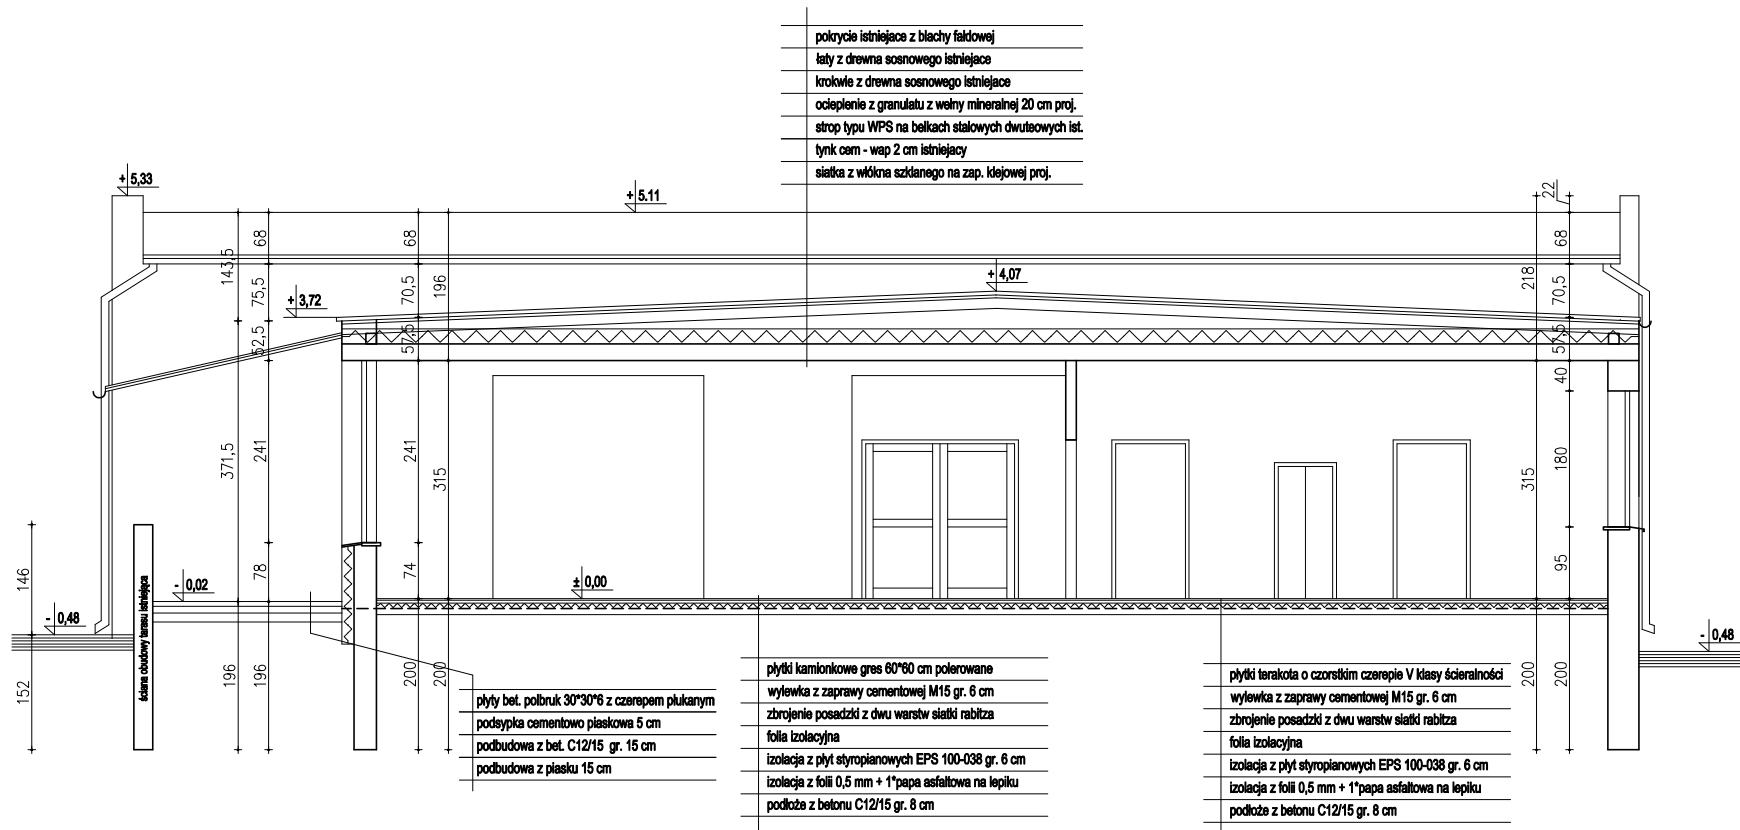 pokrycie istniejace z blachy fałdowej
łaty z drewna sosnowego istniejace
krokwie z drewna sosnowego istniejace
ocieplenie z granulatu z wełny mineralnej 20 cm proj.
strop typu WPS na belkach stalowych dwuteowych ist.
tynk cem - wap 2 cm istniejacy
siatka z włókna szklanego na zap. klejowej proj.
+ 5,33
+ 5.11
22
68
68
68
143,5
75,5
70,5
196
218
70,5
+ 4,07
+ 3,72
52,5
57,5
57,5
40
371,5
241
241
315
315
180
146
78
74
95
- 0,02
± 0,00
- 0,48
- 0,48
ściana obudowy tarasu istniejąca
152
196
196
200
200
200
200
płyty bet. polbruk 30*30*6 z czerepem płukanym
podsypka cementowo piaskowa 5 cm
podbudowa z bet. C12/15 gr. 15 cm
podbudowa z piasku 15 cm
płytki kamionkowe gres 60*60 cm polerowane
wylewka z zaprawy cementowej M15 gr. 6 cm
zbrojenie posadzki z dwu warstw siatki rabitza
folia izolacyjna
izolacja z płyt styropianowych EPS 100-038 gr. 6 cm
izolacja z folii 0,5 mm + 1*papa asfaltowa na lepiku
podłoże z betonu C12/15 gr. 8 cm
płytki terakota o czorstkim czerepie V klasy ścieralności
wylewka z zaprawy cementowej M15 gr. 6 cm
zbrojenie posadzki z dwu warstw siatki rabitza
folia izolacyjna
izolacja z płyt styropianowych EPS 100-038 gr. 6 cm
izolacja z folii 0,5 mm + 1*papa asfaltowa na lepiku
podłoże z betonu C12/15 gr. 8 cm